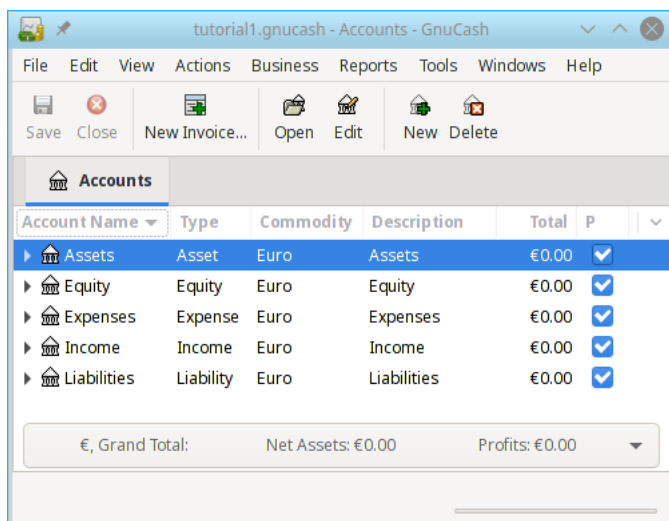 tutorial1.gnucash - Accounts - GnuCash
File Edit View Actions Business Reports Tools Windows Help
Save Close New Invoice... Open Edit New Delete
Accounts
Account Name Type Commodity Description Total P
Assets Asset Euro Assets €0.00
Equity Equity Euro Equity €0.00
Expenses Expense Euro Expenses €0.00
Income Income Euro Income €0.00
Liabilities Liability Euro Liabilities €0.00
€, Grand Total: Net Assets: €0.00 Profits: €0.00